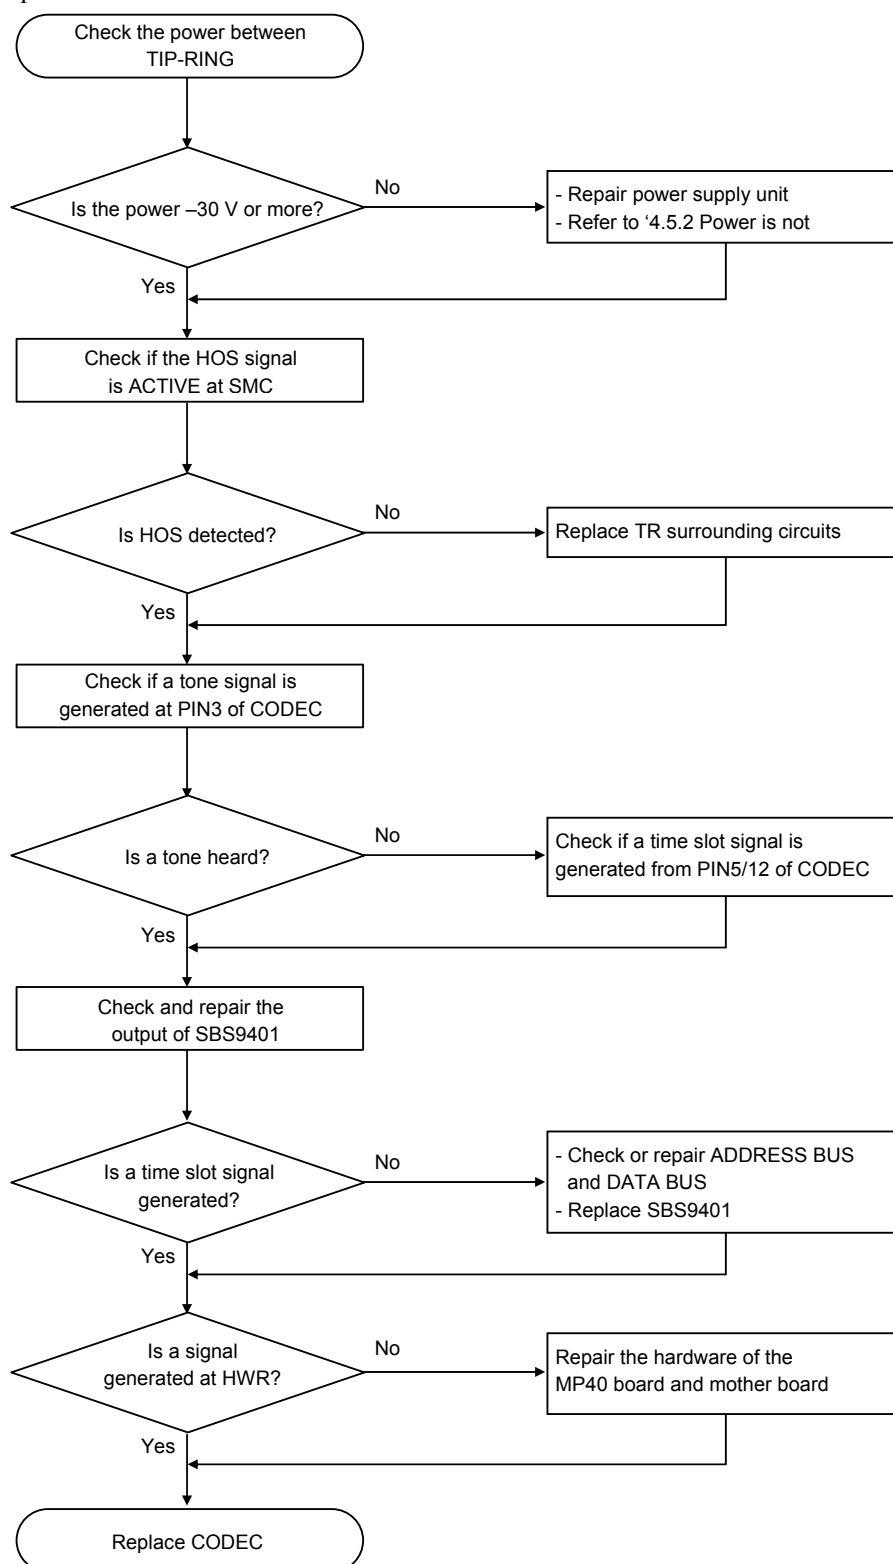 Check the power between
TIP-RING
Is the power –30 V or more?
No
- Repair power supply unit
- Refer to ‘4.5.2 Power is not
Yes
Check if the HOS signal
is ACTIVE at SMC
Is HOS detected?
No
Replace TR surrounding circuits
Yes
Check if a tone signal is
generated at PIN3 of CODEC
Is a tone heard?
No
Check if a time slot signal is
generated from PIN5/12 of CODEC
Yes
Check and repair the
output of SBS9401
Is a time slot signal
generated?
No
- Check or repair ADDRESS BUS
and DATA BUS
- Replace SBS9401
Yes
Is a signal
generated at HWR?
No
Repair the hardware of the
MP40 board and mother board
Yes
Replace CODEC